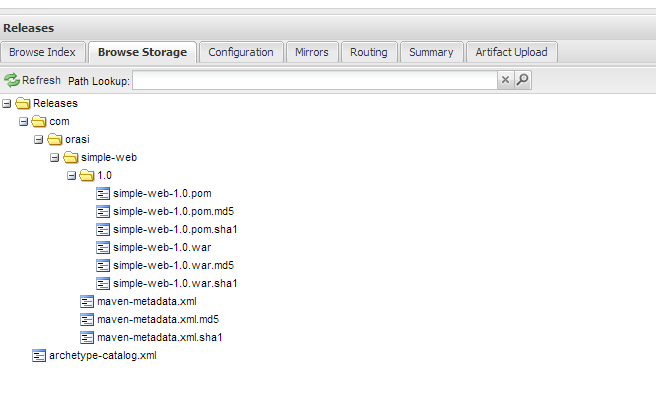 Releases
Browse Index Browse Storage Configuration Mirrors Routing Summary Artifact Upload
Refresh Path Lookup:
Releases
com
orasi
simple-web
1.0
simple-web-1.0.pom
simple-web-1.0.pom.md5
simple-web-1.0.pom.sha1
simple-web-1.0.war
simple-web-1.0.war.md5
simple-web-1.0.war.sha1
maven-metadata.xml
maven-metadata.xml.md5
maven-metadata.xml.sha1
archetype-catalog.xml